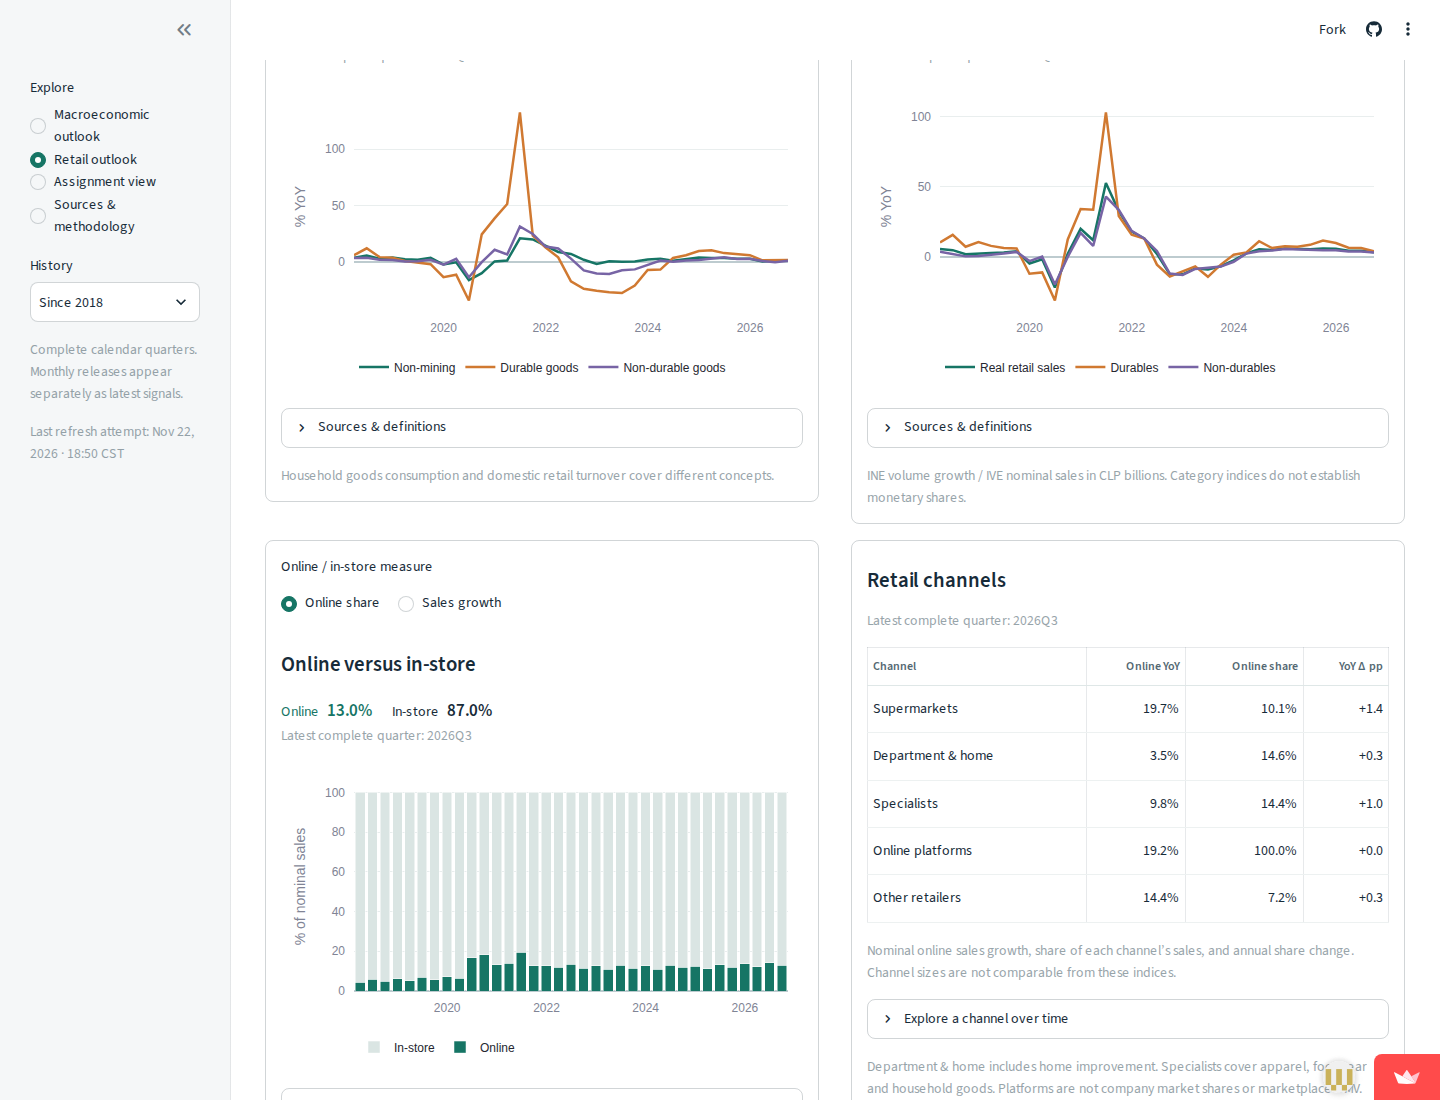 Fork
Explore
Macroeconomic
outlook
Retail outlook
Assignment view
Sources &
methodology
History
Since 2018
Complete calendar quarters.
Monthly releases appear
separately as latest signals.
Last refresh attempt: Nov 22,
2026 · 18:50 CST
100
50
0
% YoY
2020 2022 2024 2026
Non-mining Durable goods Non-durable goods
Sources & definitions
Household goods consumption and domestic retail turnover cover different concepts.
100
50
0
% YoY
2020 2022 2024 2026
Real retail sales Durables Non-durables
Sources & definitions
INE volume growth / IVE nominal sales in CLP billions. Category indices do not establish
monetary shares.
Online / in-store measure
Online share Sales growth
Online versus in-store
Online 13.0% In-store 87.0%
Latest complete quarter: 2026Q3
100
80
60
40
20
0
% of nominal sales
2020 2022 2024 2026
In-store Online
Retail channels
Latest complete quarter: 2026Q3
Channel Online YoY Online share YoY Δ pp
Supermarkets 19.7% 10.1% +1.4
Department & home 3.5% 14.6% +0.3
Specialists 9.8% 14.4% +1.0
Online platforms 19.2% 100.0% +0.0
Other retailers 14.4% 7.2% +0.3
Nominal online sales growth, share of each channel's sales, and annual share change.
Channel sizes are not comparable from these indices.
Explore a channel over time
Department & home includes home improvement. Specialists cover apparel,
and household goods. Platforms are not company market shares or